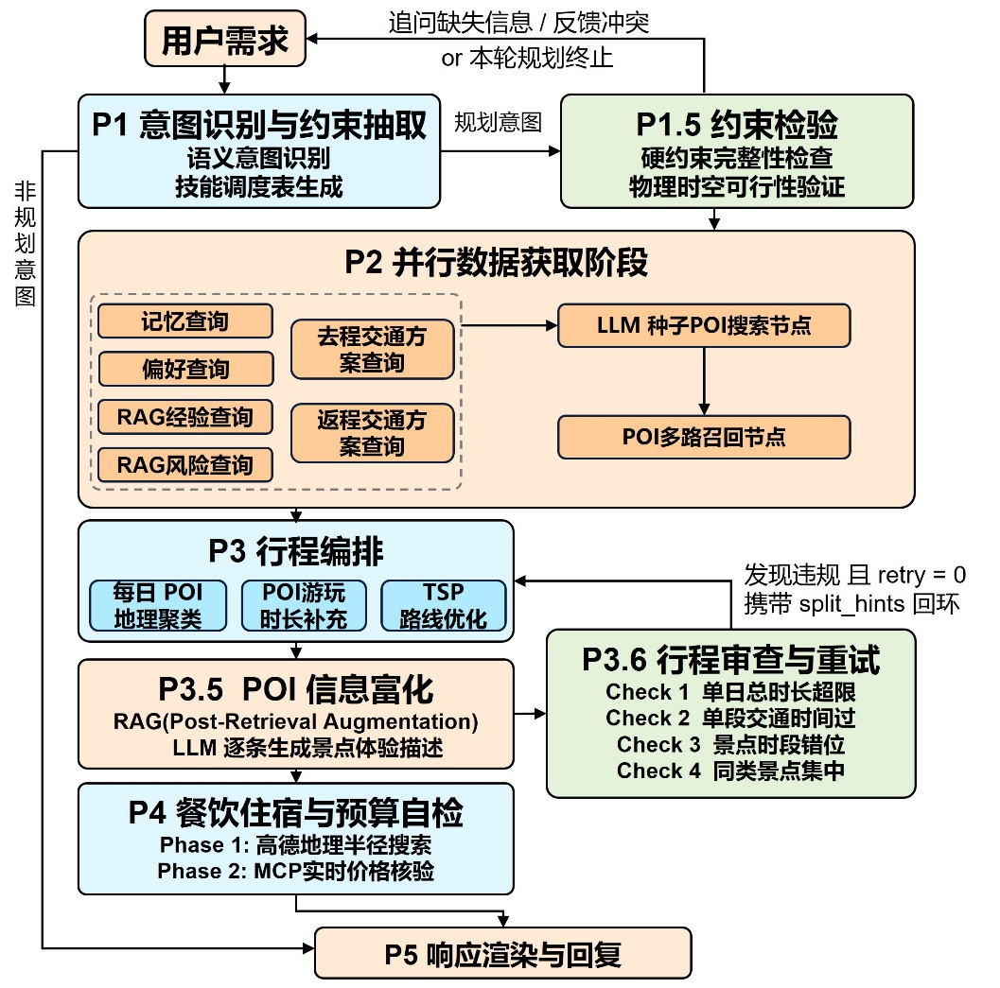 用户需求
追问缺失信息 / 反馈冲突
or 本轮规划终止
P1 意图识别与约束抽取
语义意图识别
技能调度表生成
规划意图
P1.5 约束检验
硬约束完整性检查
物理时空可行性验证
非规划意图
P2 并行数据获取阶段
记忆查询
偏好查询
RAG经验查询
RAG风险查询
去程交通方
案查询
返程交通方
案查询
LLM 种子POI搜索节点
POI多路召回节点
P3 行程编排
每日 POI
地理聚类
POI游玩
时长补充
TSP
路线优化
发现违规 且 retry = 0
携带 split_hints 回环
P3.5 POI 信息富化
RAG(Post-Retrieval Augmentation)
LLM 逐条生成景点体验描述
P3.6 行程审查与重试
Check 1 单日总时长超限
Check 2 单段交通时间过
Check 3 景点时段错位
Check 4 同类景点集中
P4 餐饮住宿与预算自检
Phase 1: 高德地理半径搜索
Phase 2: MCP实时价格核验
P5 响应渲染与回复